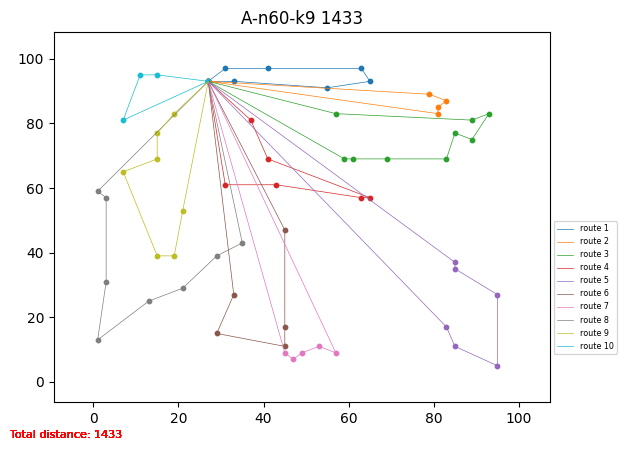 A-n60-k9 1433
100
80
60
40
20
0
0 20 40 60 80 100
route 1
route 2
route 3
route 4
route 5
route 6
route 7
route 8
route 9
route 10
Total distance: 1433